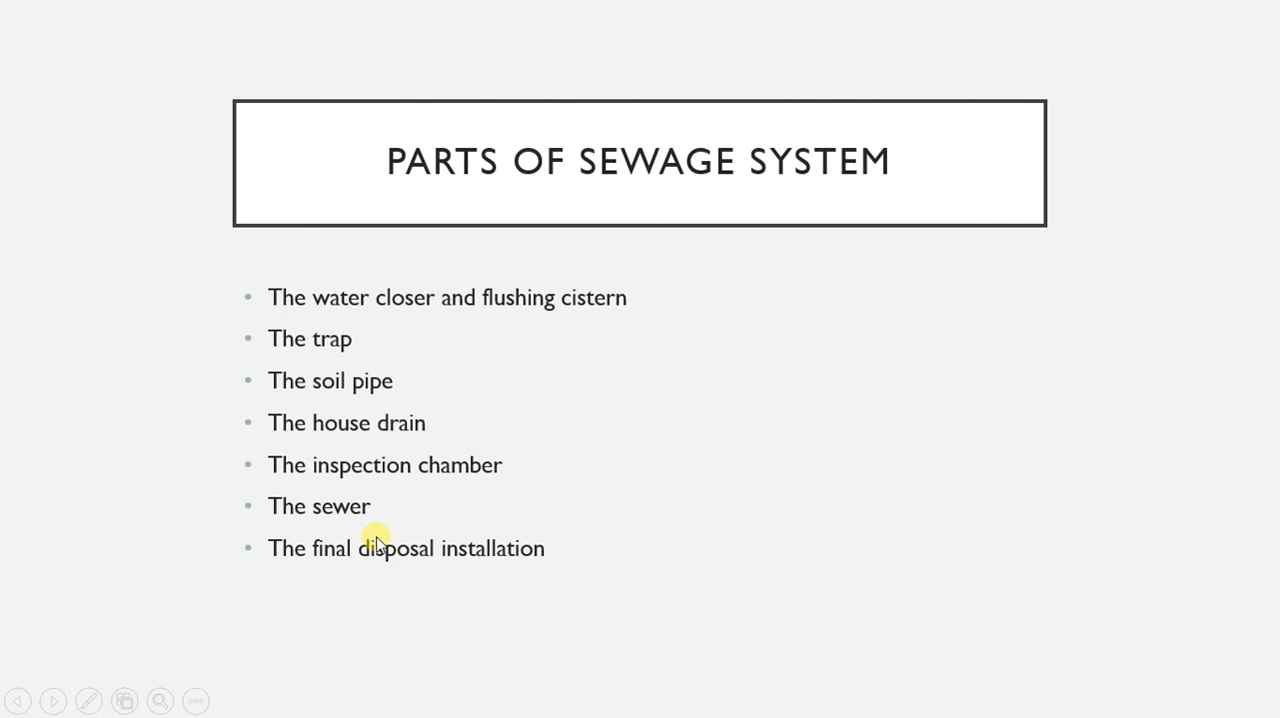 PARTS OF SEWAGE SYSTEM
• The water closer and flushing cistern
• The trap
• The soil pipe
• The house drain
• The inspection chamber
• The sewer
• The final disposal installation